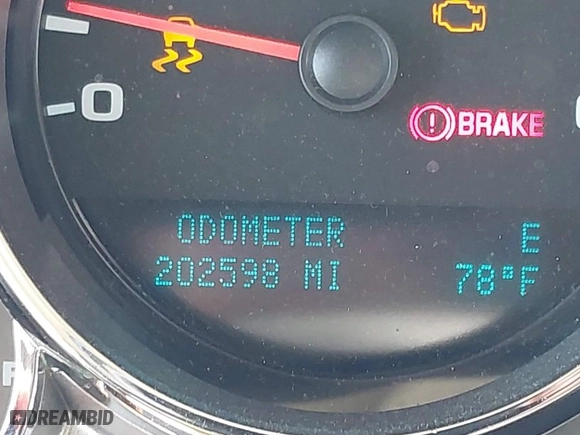 0
BRAKE
ODOMETER E
202598 MI 78°F
DREAMBID